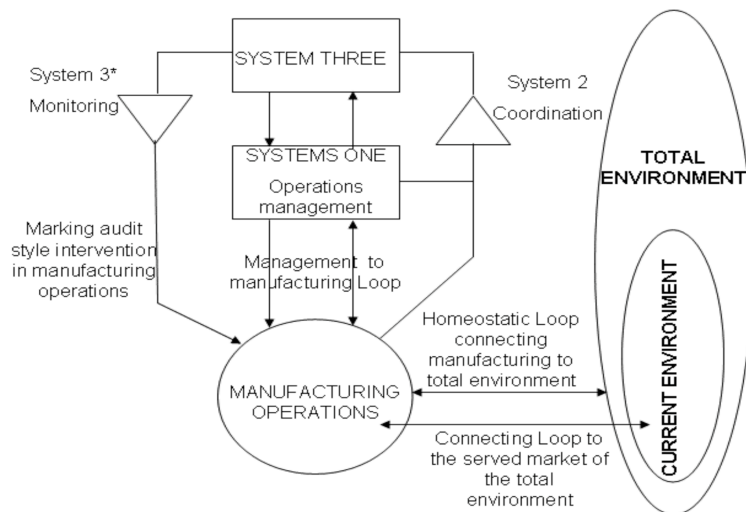 SYSTEM THREE
System 3*
Monitoring
System 2
Coordination
SYSTEMS ONE
Operations
management
TOTAL
ENVIRONMENT
Marking audit
style intervention
in manufacturing
operations
Management to
manufacturing Loop
Homeostatic Loop
connecting
manufacturing to
total environment
CURRENT ENVIRONMENT
MANUFACTURING
OPERATIONS
Connecting Loop to
the served market of
the total
environment